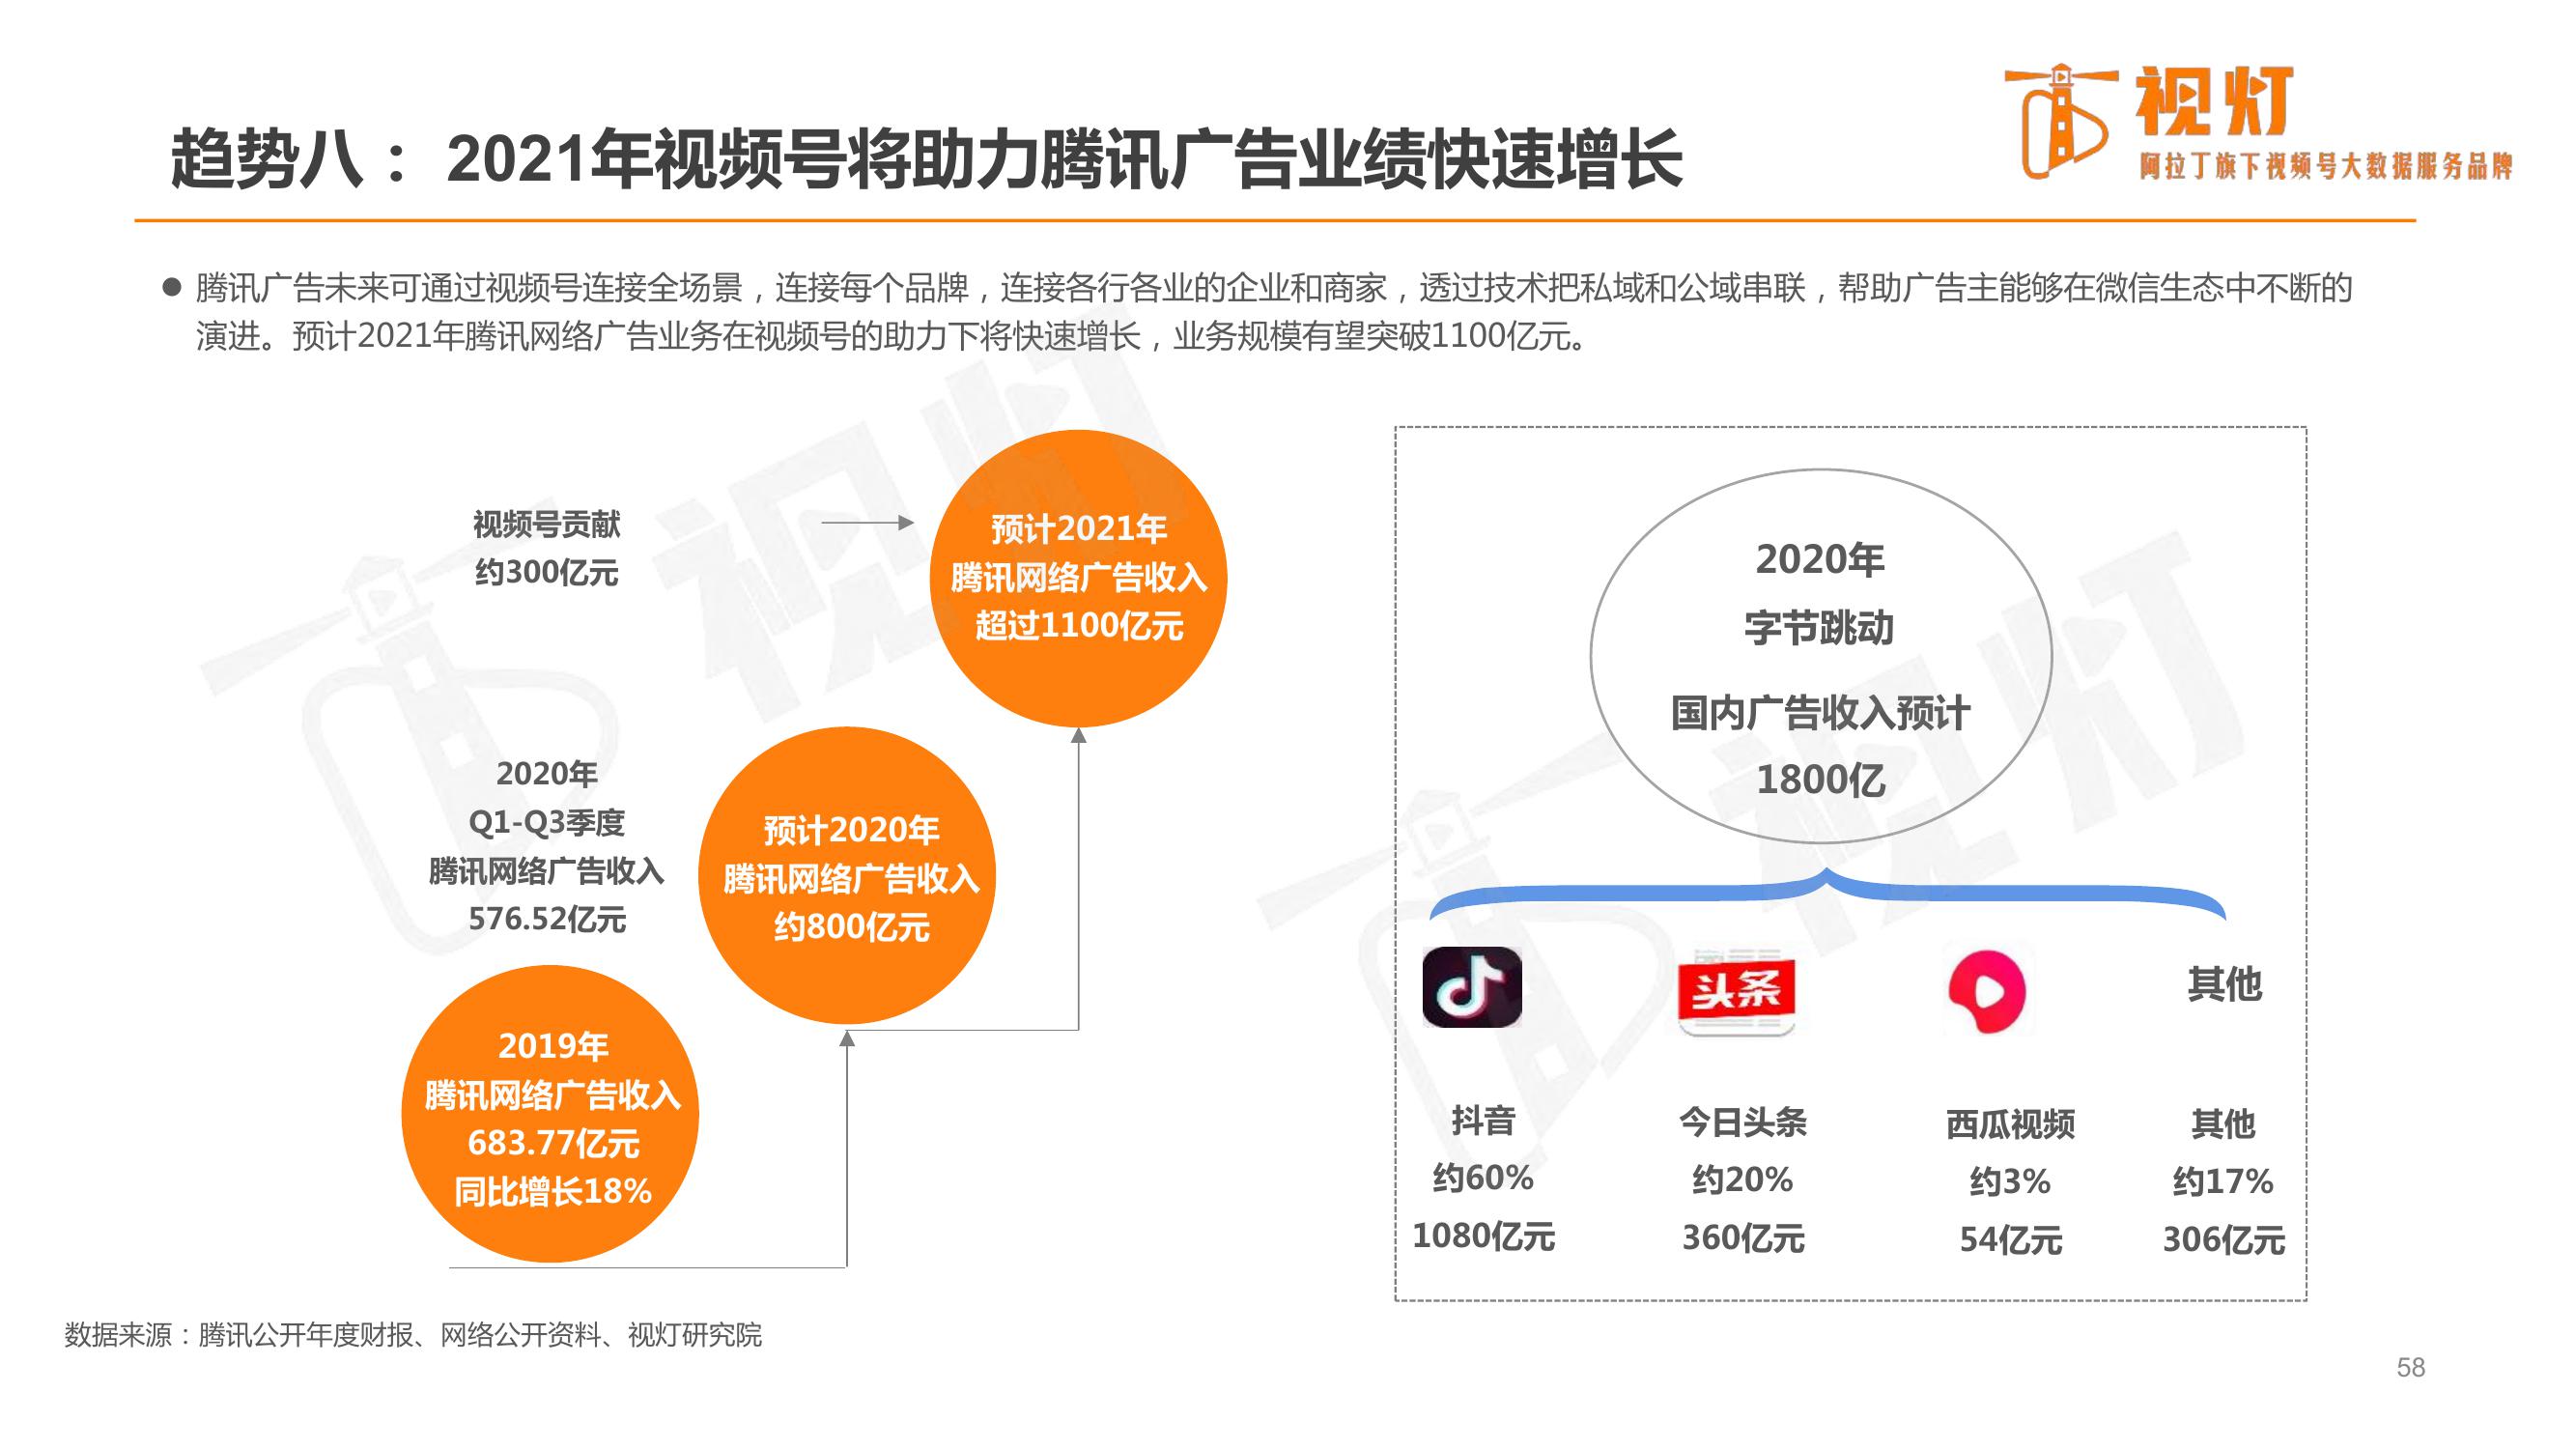 视灯
阿拉丁旗下视频号大数据服务品牌
趋势八： 2021年视频号将助力腾讯广告业绩快速增长
● 腾讯广告未来可通过视频号连接全场景，连接每个品牌，连接各行各业的企业和商家，透过技术把私域和公域串联，帮助广告主能够在微信生态中不断的
演进。预计2021年腾讯网络广告业务在视频号的助力下将快速增长，业务规模有望突破1100亿元。
视频号贡献
约300亿元
预计2021年
腾讯网络广告收入
超过1100亿元
2020年
Q1-Q3季度
腾讯网络广告收入
576.52亿元
预计2020年
腾讯网络广告收入
约800亿元
2019年
腾讯网络广告收入
683.77亿元
同比增长18%
2020年
字节跳动
国内广告收入预计
1800亿
头条
其他
抖音
约60%
1080亿元
今日头条
约20%
360亿元
西瓜视频
约3%
54亿元
其他
约17%
306亿元
视灯
视灯
数据来源：腾讯公开年度财报、网络公开资料、视灯研究院
58